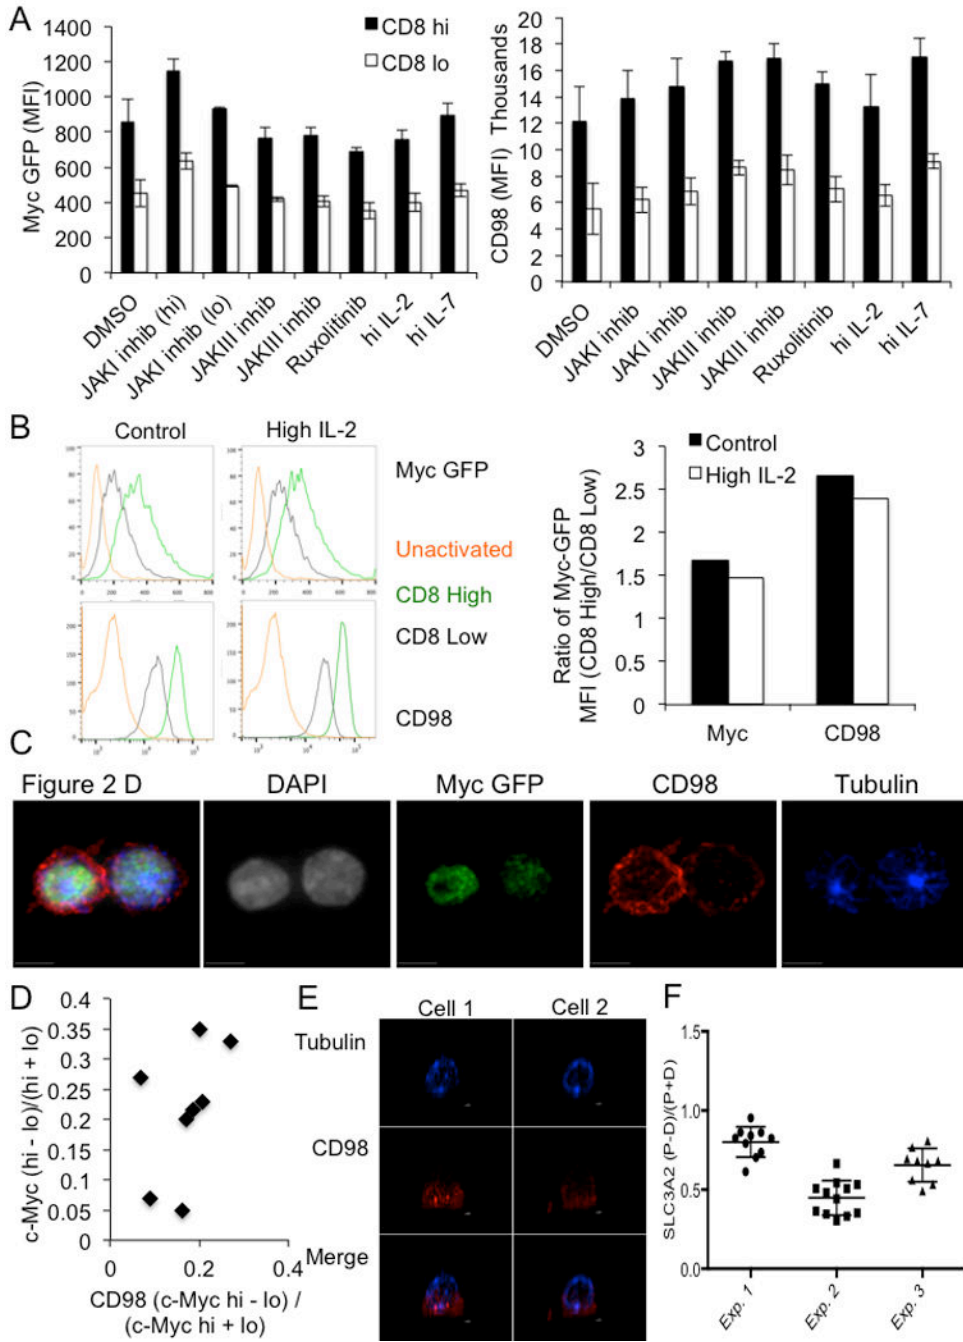 A
Myc GFP (MFI)
1400
1200
1000
800
600
400
200
0
CD8 hi
CD8 lo
DMSO
JAKI inhib (hi)
JAKI inhib (lo)
JAKIII inhib
JAKIII inhib
Ruxolitinib
hi IL-2
hi IL-7
CD98 (MFI) Thousands
20
18
16
14
12
10
8
6
4
2
0
DMSO
JAKI inhib
JAKI inhib
JAKIII inhib
JAKIII inhib
Ruxolitinib
hi IL-2
hi IL-7
B
Control
High IL-2
Myc GFP
Unactivated
CD8 High
CD8 Low
CD98
Ratio of Myc-GFP
MFI (CD8 High/CD8 Low)
3
2.5
2
1.5
1
0.5
0
Control
High IL-2
Myc
CD98
C
Figure 2 D
DAPI
Myc GFP
CD98
Tubulin
D
c-Myc (hi - lo)/(hi + lo)
0.4
0.35
0.3
0.25
0.2
0.15
0.1
0.05
0
0
0.2
0.4
CD98 (c-Myc hi - lo) /
(c-Myc hi + lo)
E
Cell 1
Cell 2
Tubulin
CD98
Merge
F
SLC3A2 (P-D)/(P+D)
1.5
1.0
0.5
0.0
Exp. 1
Exp. 2
Exp. 3